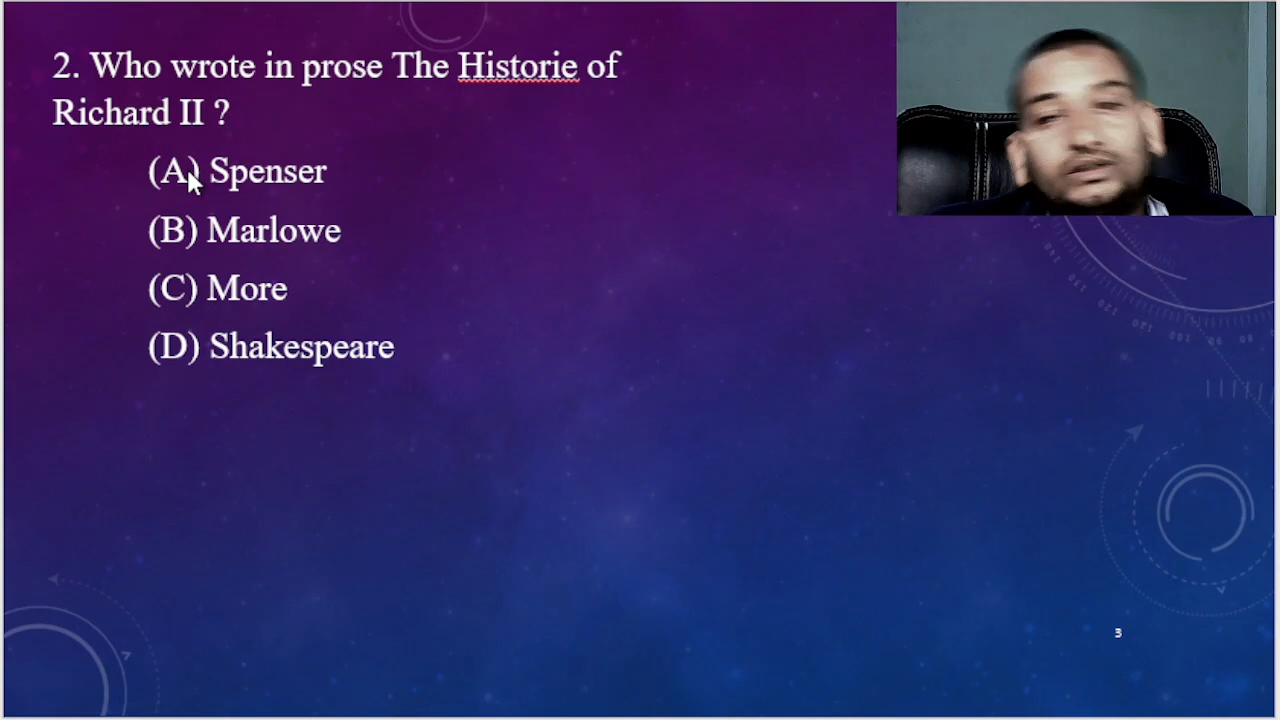 2. Who wrote in prose The Historie of
Richard II ?
(A) Spenser
(B) Marlowe
(C) More
(D) Shakespeare
3